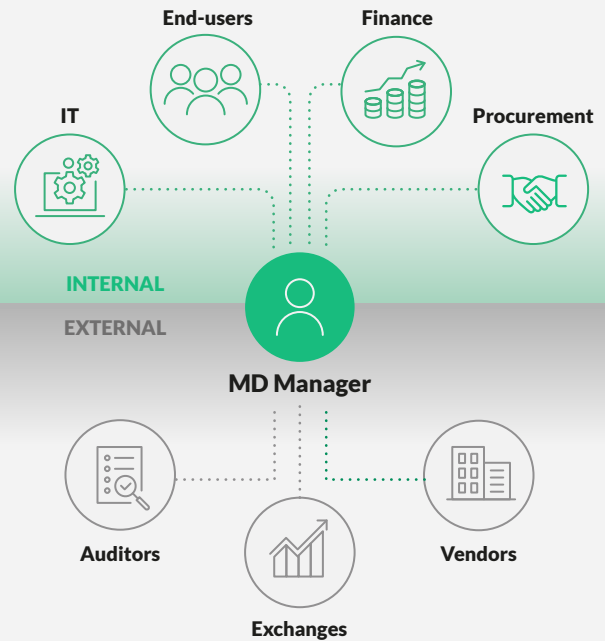 End-users
Finance
IT
Procurement
INTERNAL
EXTERNAL
MD Manager
Auditors
Vendors
Exchanges